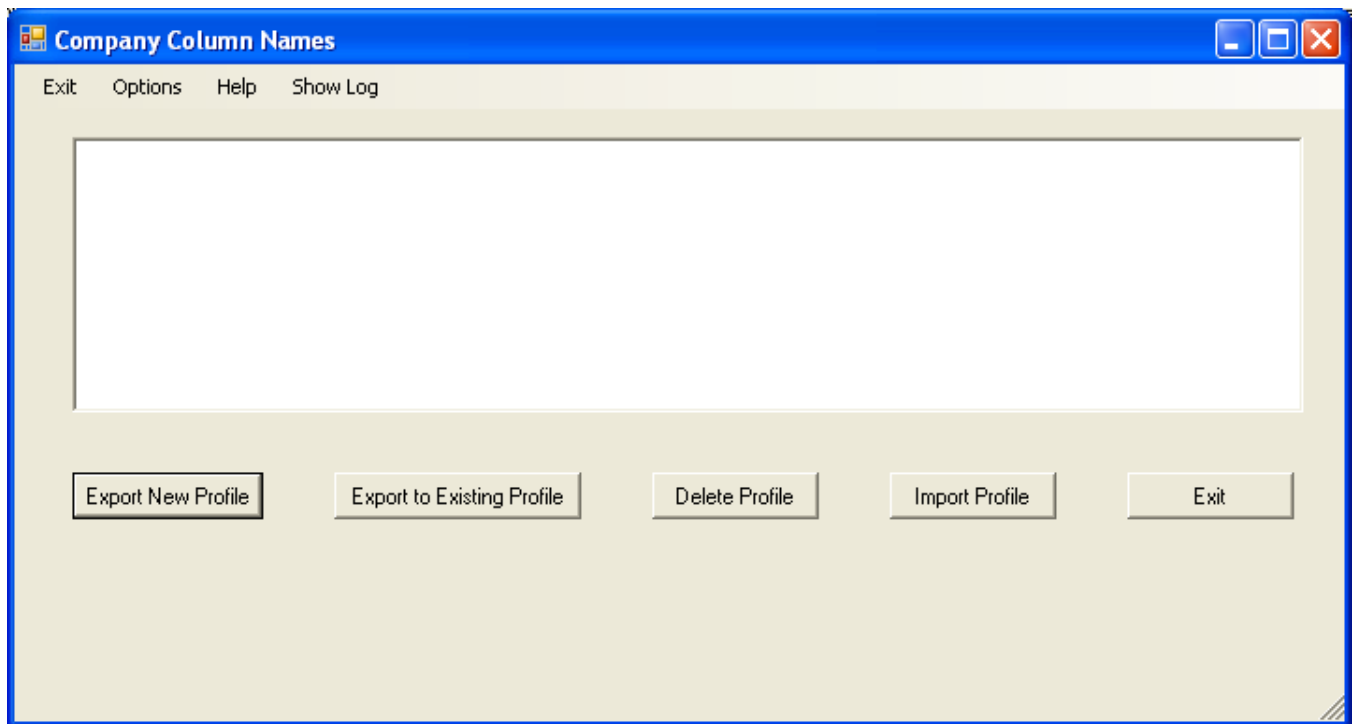 Company Column Names
Exit Options Help Show Log
Export New Profile Export to Existing Profile Delete Profile Import Profile Exit